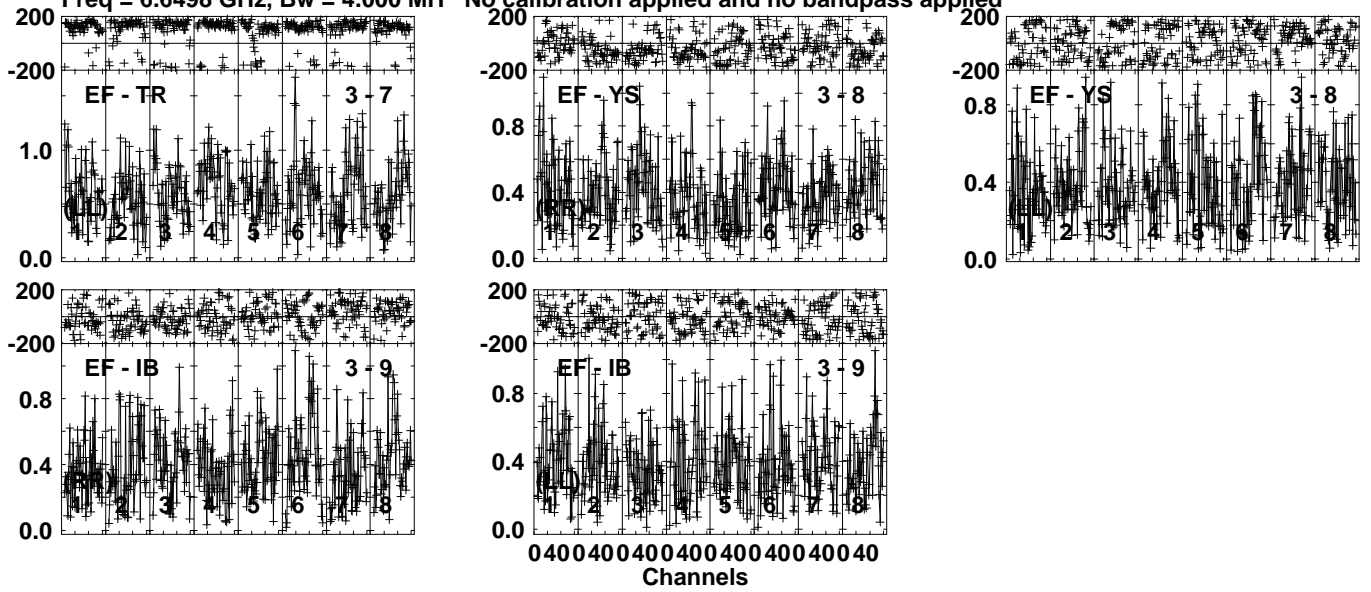 Freq = 6.6498 GHz, Bw = 4.000 MH No calibration applied and no bandpass applied
200
-200
EF - TR 3 - 7
1.0
(LL)
1 2 3 4 5 6 7 8
0.0
200
-200
EF - YS 3 - 8
0.8
0.4
(RR)
1 2 3 4 5 6 7 8
0.0
200
-200
EF - YS 3 - 8
0.8
0.4
(LL)
1 2 3 4 5 6 7 8
0.0
200
-200
EF - IB 3 - 9
0.8
0.4
(RR)
1 2 3 4 5 6 7 8
0.0
200
-200
EF - IB 3 - 9
0.8
0.4
(LL)
1 2 3 4 5 6 7 8
0.0
0 40 0 40 0 40 0 40 0 40 0 40 0 40 0 40
Channels